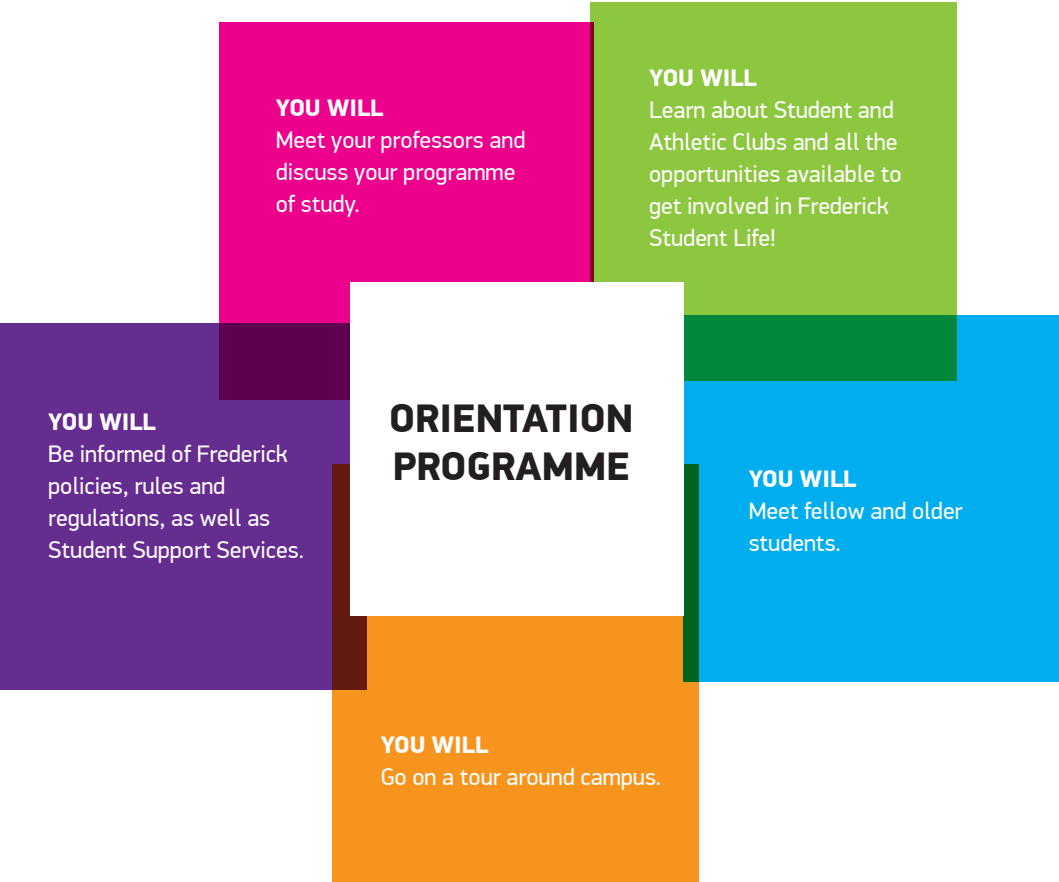 YOU WILL
Meet your professors and
discuss your programme
of study.
YOU WILL
Learn about Student and
Athletic Clubs and all the
opportunities available to
get involved in Frederick
Student Life!
ORIENTATION
PROGRAMME
YOU WILL
Be informed of Frederick
policies, rules and
regulations, as well as
Student Support Services.
YOU WILL
Meet fellow and older
students.
YOU WILL
Go on a tour around campus.